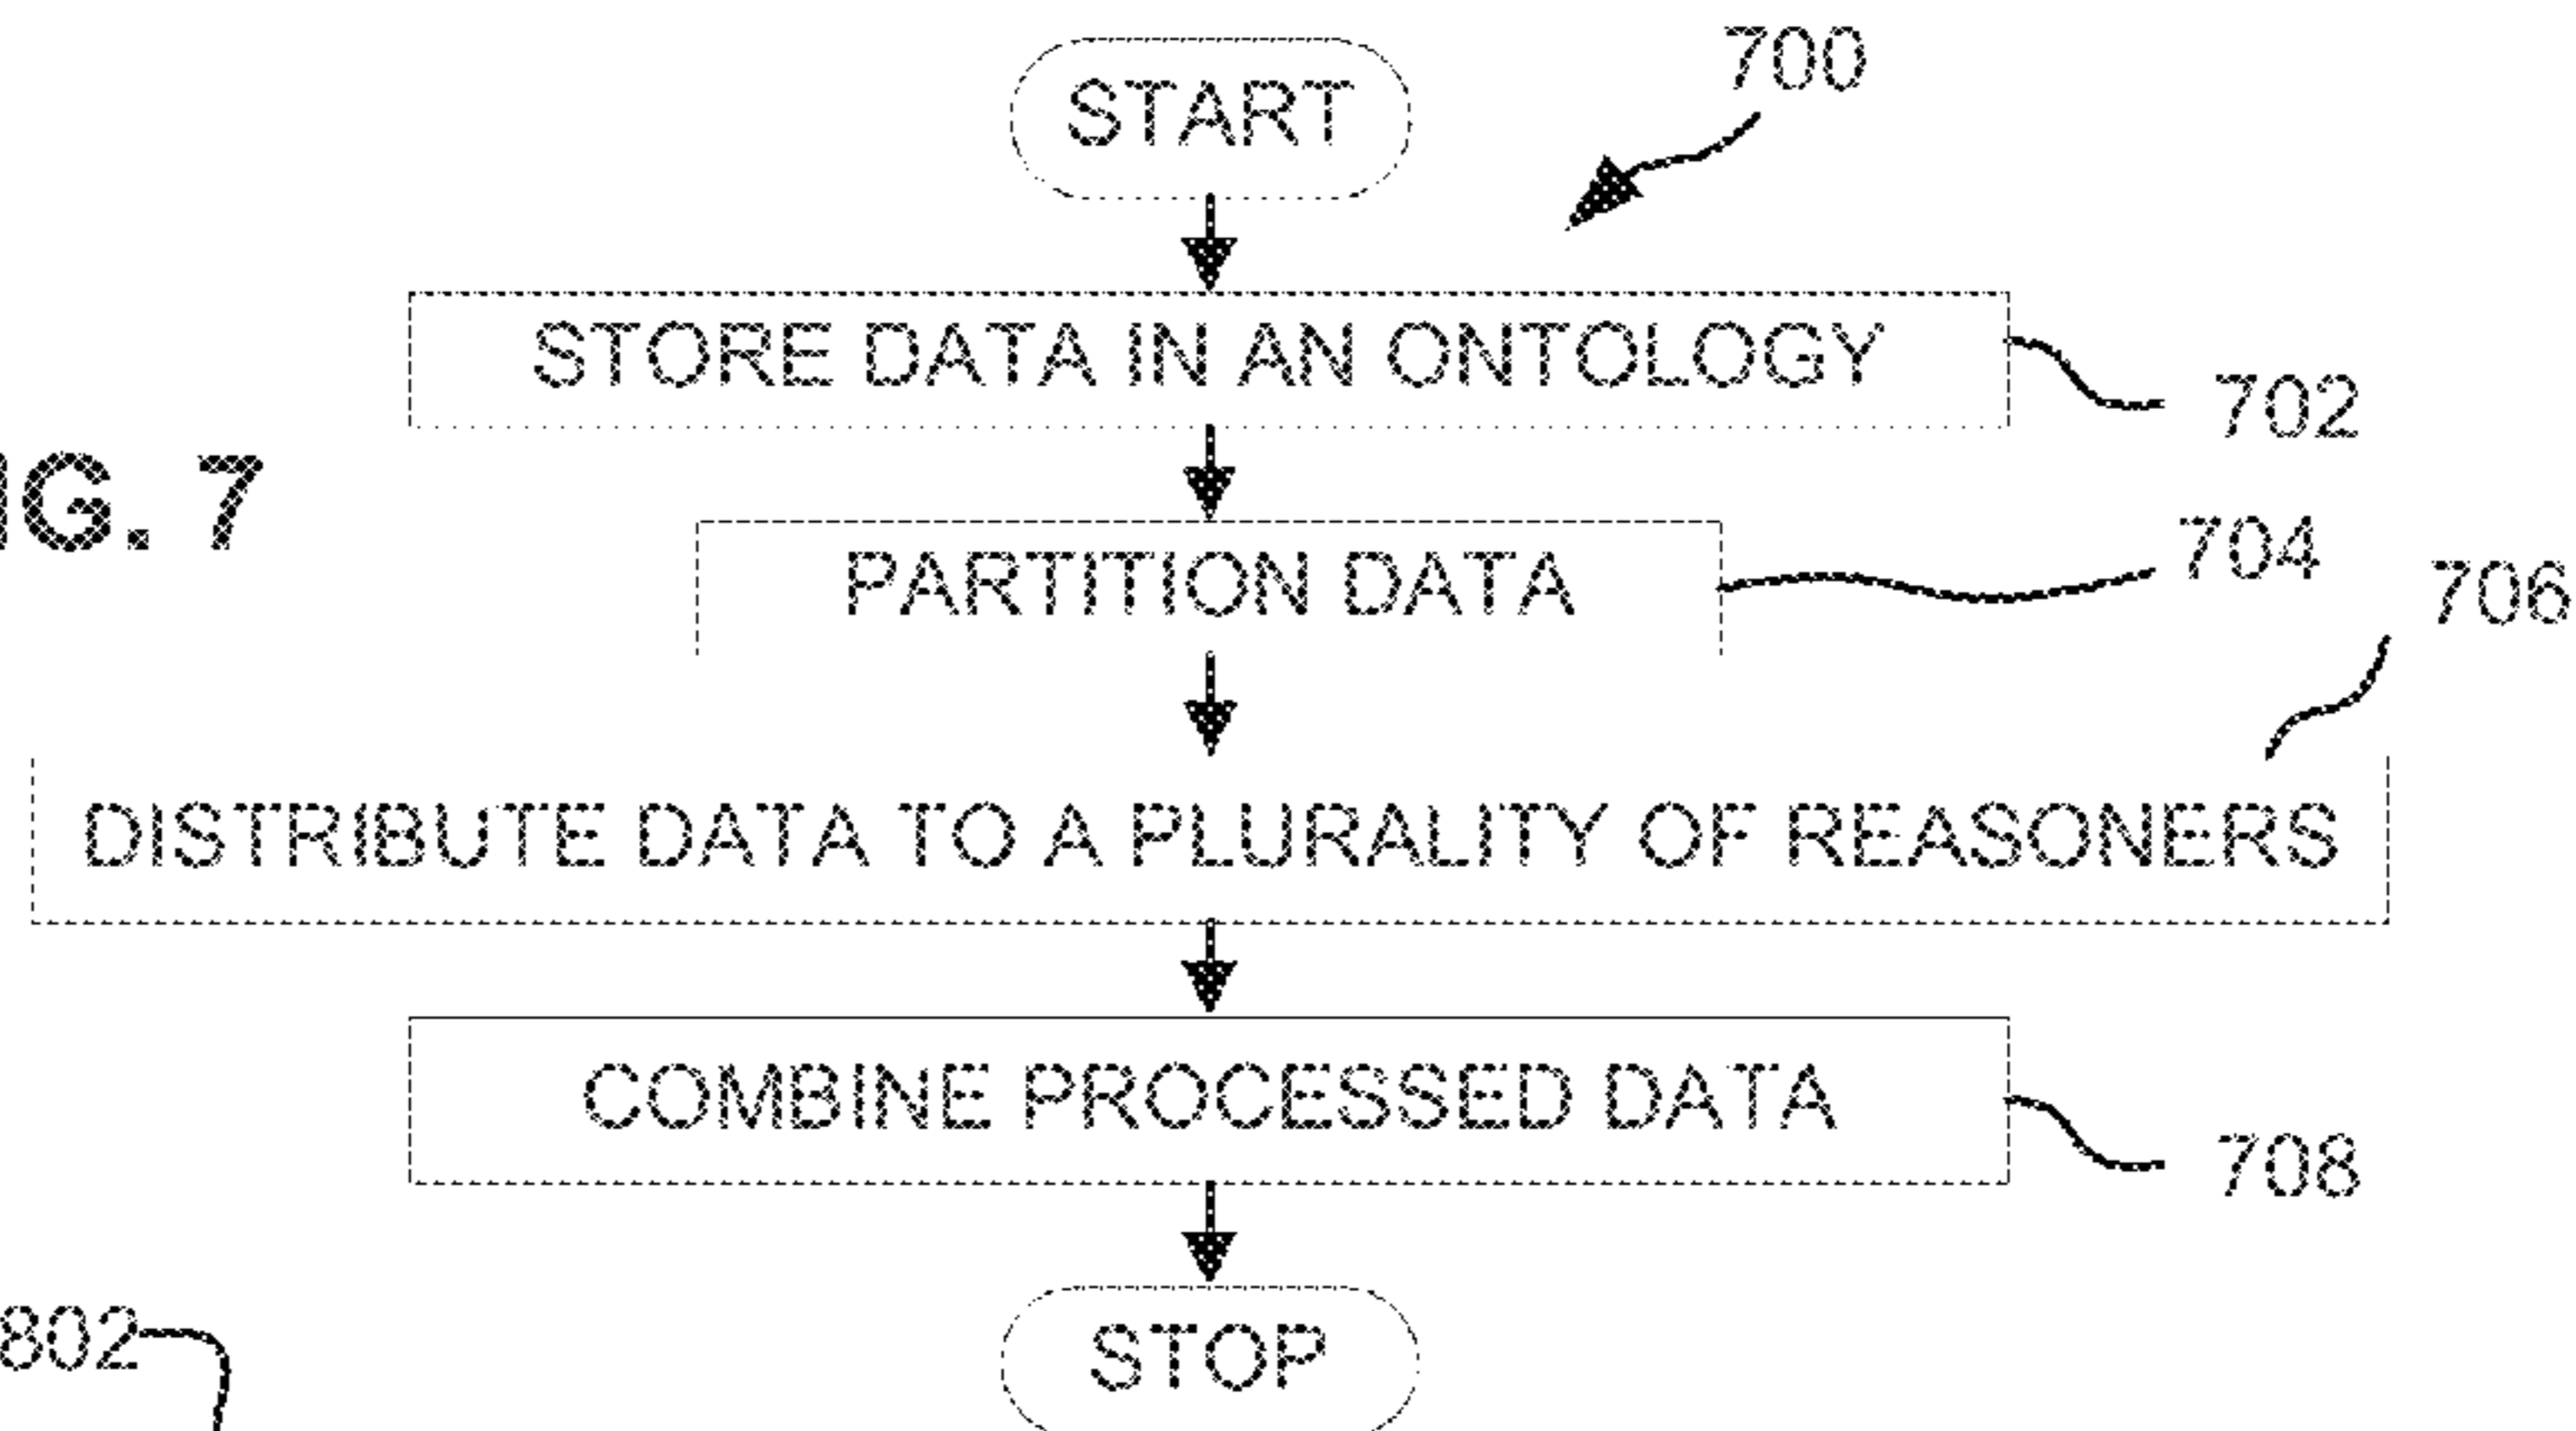 START
700
STORE DATA IN AN ONTOLOGY
702
IG. 7
PARTITION DATA
704
706
DISTRIBUTE DATA TO A PLURALITY OF REASONERS
COMBINE PROCESSED DATA
708
802
STOP